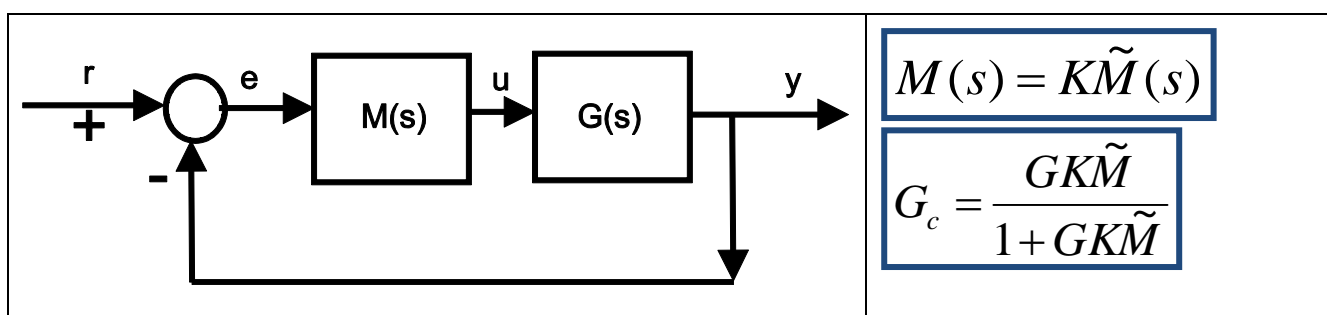 r
+
-
e
M(s)
u
G(s)
y
M(s) = KM̃(s)
G_c = GKM̃ / (1 + GKM̃)